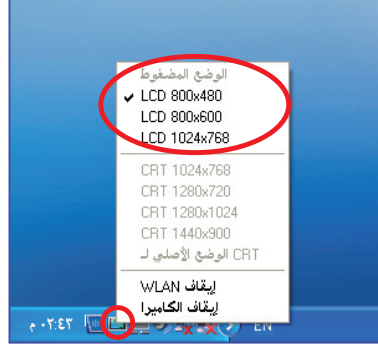 الوضع المضغوط
LCD 800x480
LCD 800x600
LCD 1024x768
CRT 1024x768
CRT 1280x720
CRT 1280x1024
CRT 1440x900
الوضع الأصلي لـ CRT
إيقاف WLAN
إيقاف الكاميرا
EN
٠٢:٤٣ م